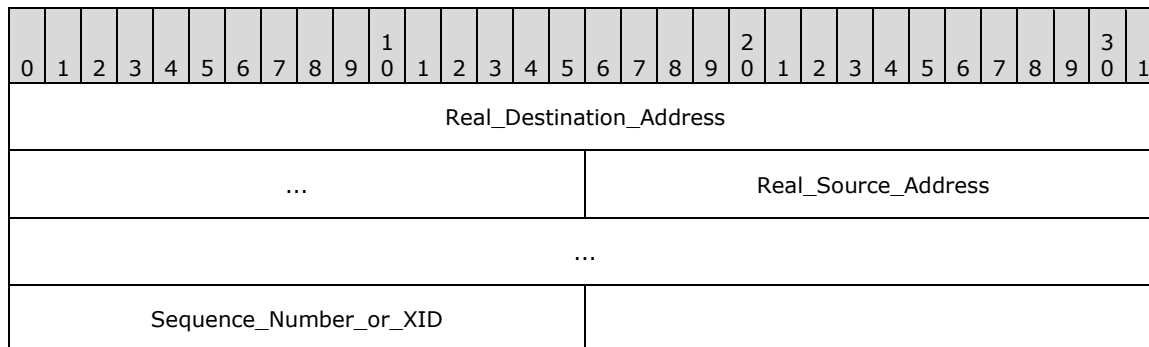 1 2 3
0 1 2 3 4 5 6 7 8 9 0 1 2 3 4 5 6 7 8 9 0 1 2 3 4 5 6 7 8 9 0 1
Real_Destination_Address
... Real_Source_Address
...
Sequence_Number_or_XID